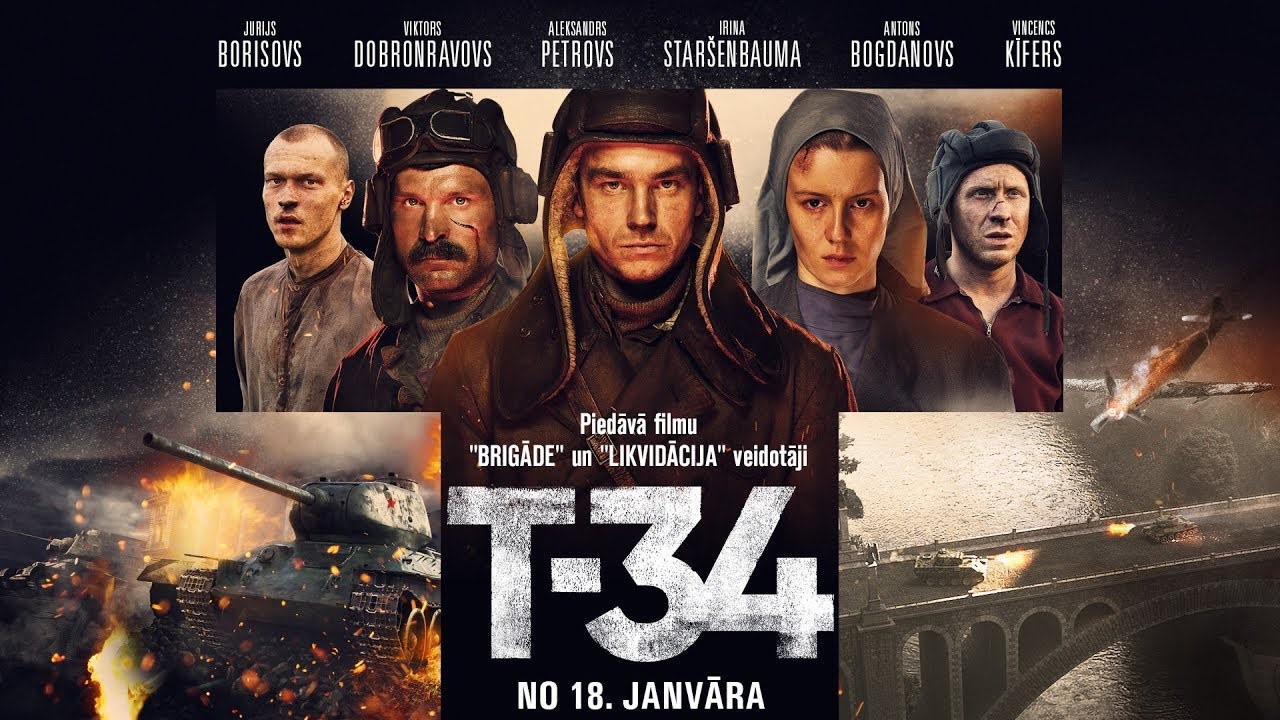 JURIJS
BORISOVS
VIKTORS
DOBRONRAVOVS
ALEKSANDRS
PETROVS
IRINA
STARŠENBAUMA
ANTONS
BOGDANOVS
VINCENCS
KĪFERS
Piedāvā filmu
"BRIGĀDE" un "LIKVIDĀCIJA" veidotāji
T-34
NO 18. JANVĀRA